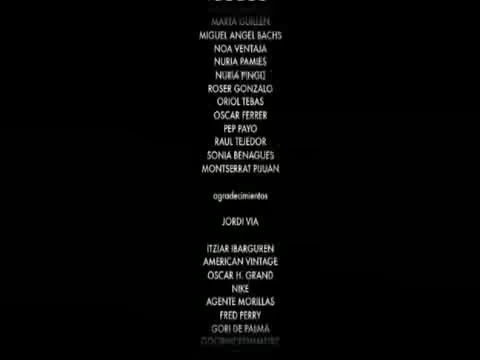 MARTA GUILLEN
MIGUEL ANGEL BACHS
NOA VENTAJA
NURIA PAMIES
NURIA
ROSER GONZALO
ORIOL TEBAS
OSCAR FERRER
PEP PAYO
RAUL TEJEDOR
SONIA BENAGUES
MONTSERRAT PIJUAN
agradecimientos
JORDI VIA
ITZIAR IBARGUREN
AMERICAN VINTAGE
OSCAR H. GRAND
NIKE
AGENTE MORILLAS
FRED PERRY
GORI DE PALMA